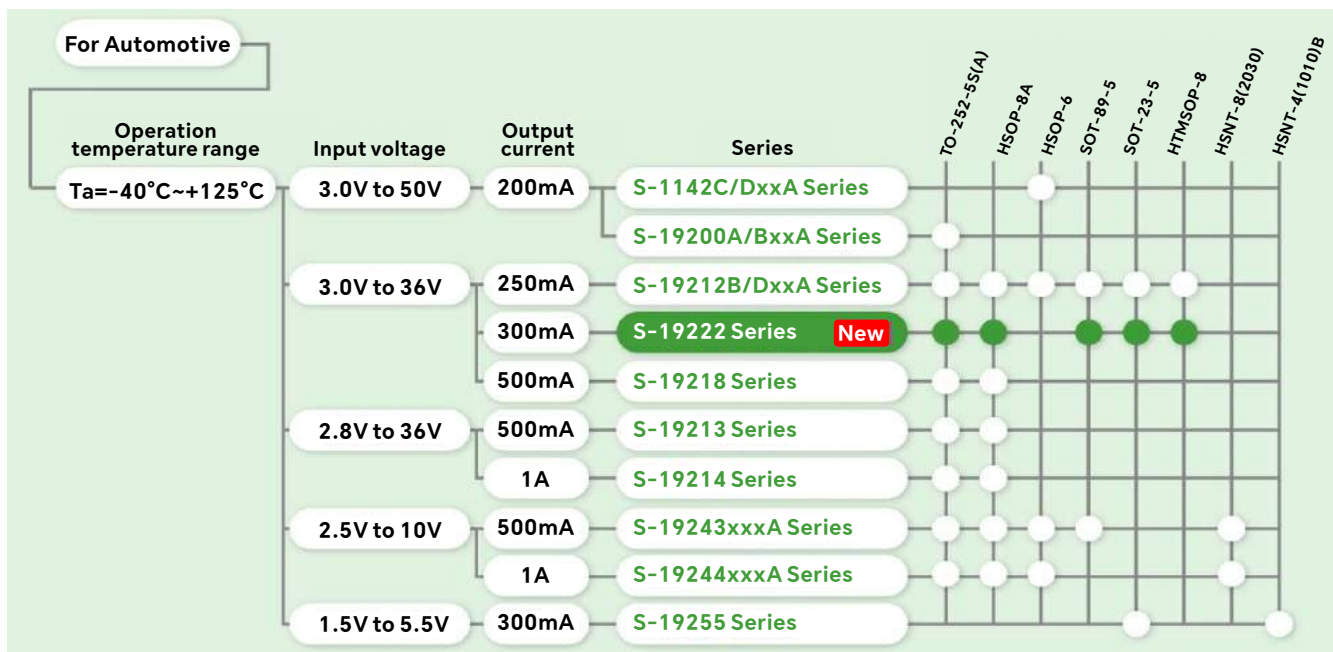 For Automotive
TO-252-5S(A)
HSOP-8A
HSOP-6
SOT-89-5
SOT-23-5
HTMSOP-8
HSNT-8(2030)
HSNT-4(1010)B
Operation
temperature range
Input voltage
Output
current
Series
Ta=-40°C~+125°C
3.0V to 50V
200mA
S-1142C/DxxA Series
S-19200A/BxxA Series
3.0V to 36V
250mA
S-19212B/DxxA Series
300mA
S-19222 Series
New
500mA
S-19218 Series
2.8V to 36V
500mA
S-19213 Series
1A
S-19214 Series
2.5V to 10V
500mA
S-19243xxxA Series
1A
S-19244xxxA Series
1.5V to 5.5V
300mA
S-19255 Series